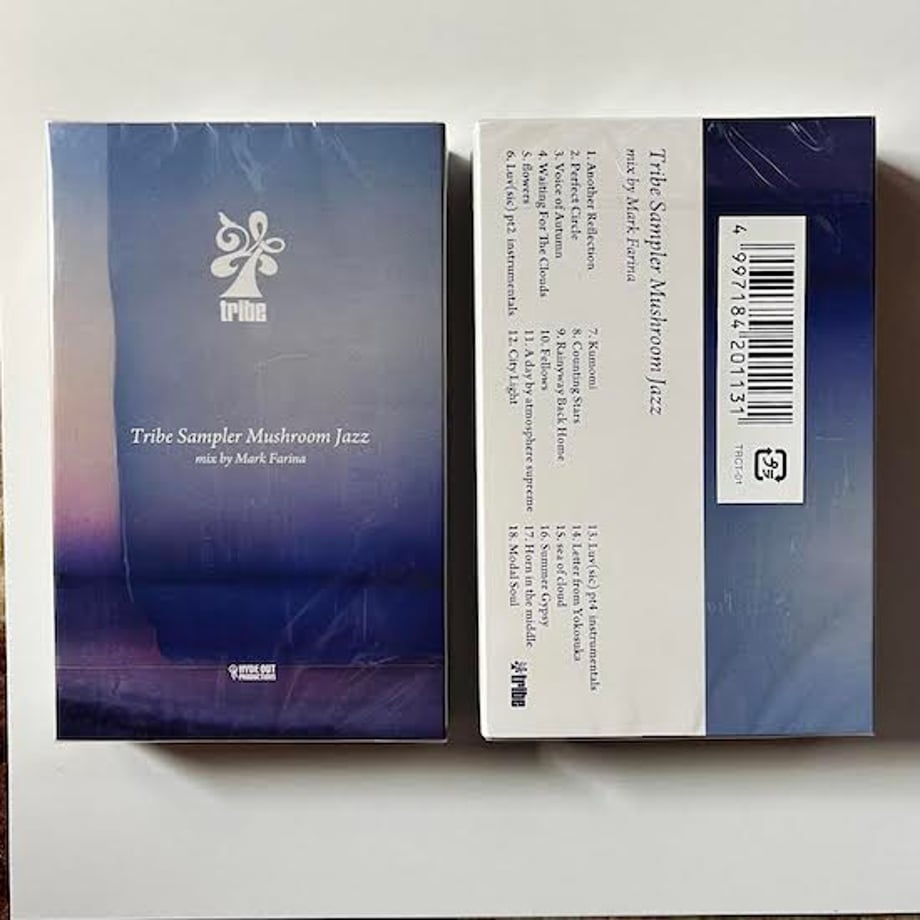 tribe
Tribe Sampler Mushroom Jazz
mix by Mark Farina
HYDE OUT
PRODUCTIONS
Tribe Sampler Mushroom Jazz
mix by Mark Farina
1. Another Reflection
2. Perfect Circle
3. Voice of Autumn
4. Waiting For The Clouds
5. flowers
6. Luv(sic) pt2 instrumentals
7. Kumomi
8. Counting Stars
9. Rainyway Back Home
10. Fellows
11. A day by atmosphere supreme
12. City Light
13. Luv(sic) pt4 instrumentals
14. Letter from Yokosuka
15. sea of cloud
16. Summer Gypsy
17. Horn in the middle
18. Modal Soul
tribe
4 997184 201131
TRCT-01
プラ